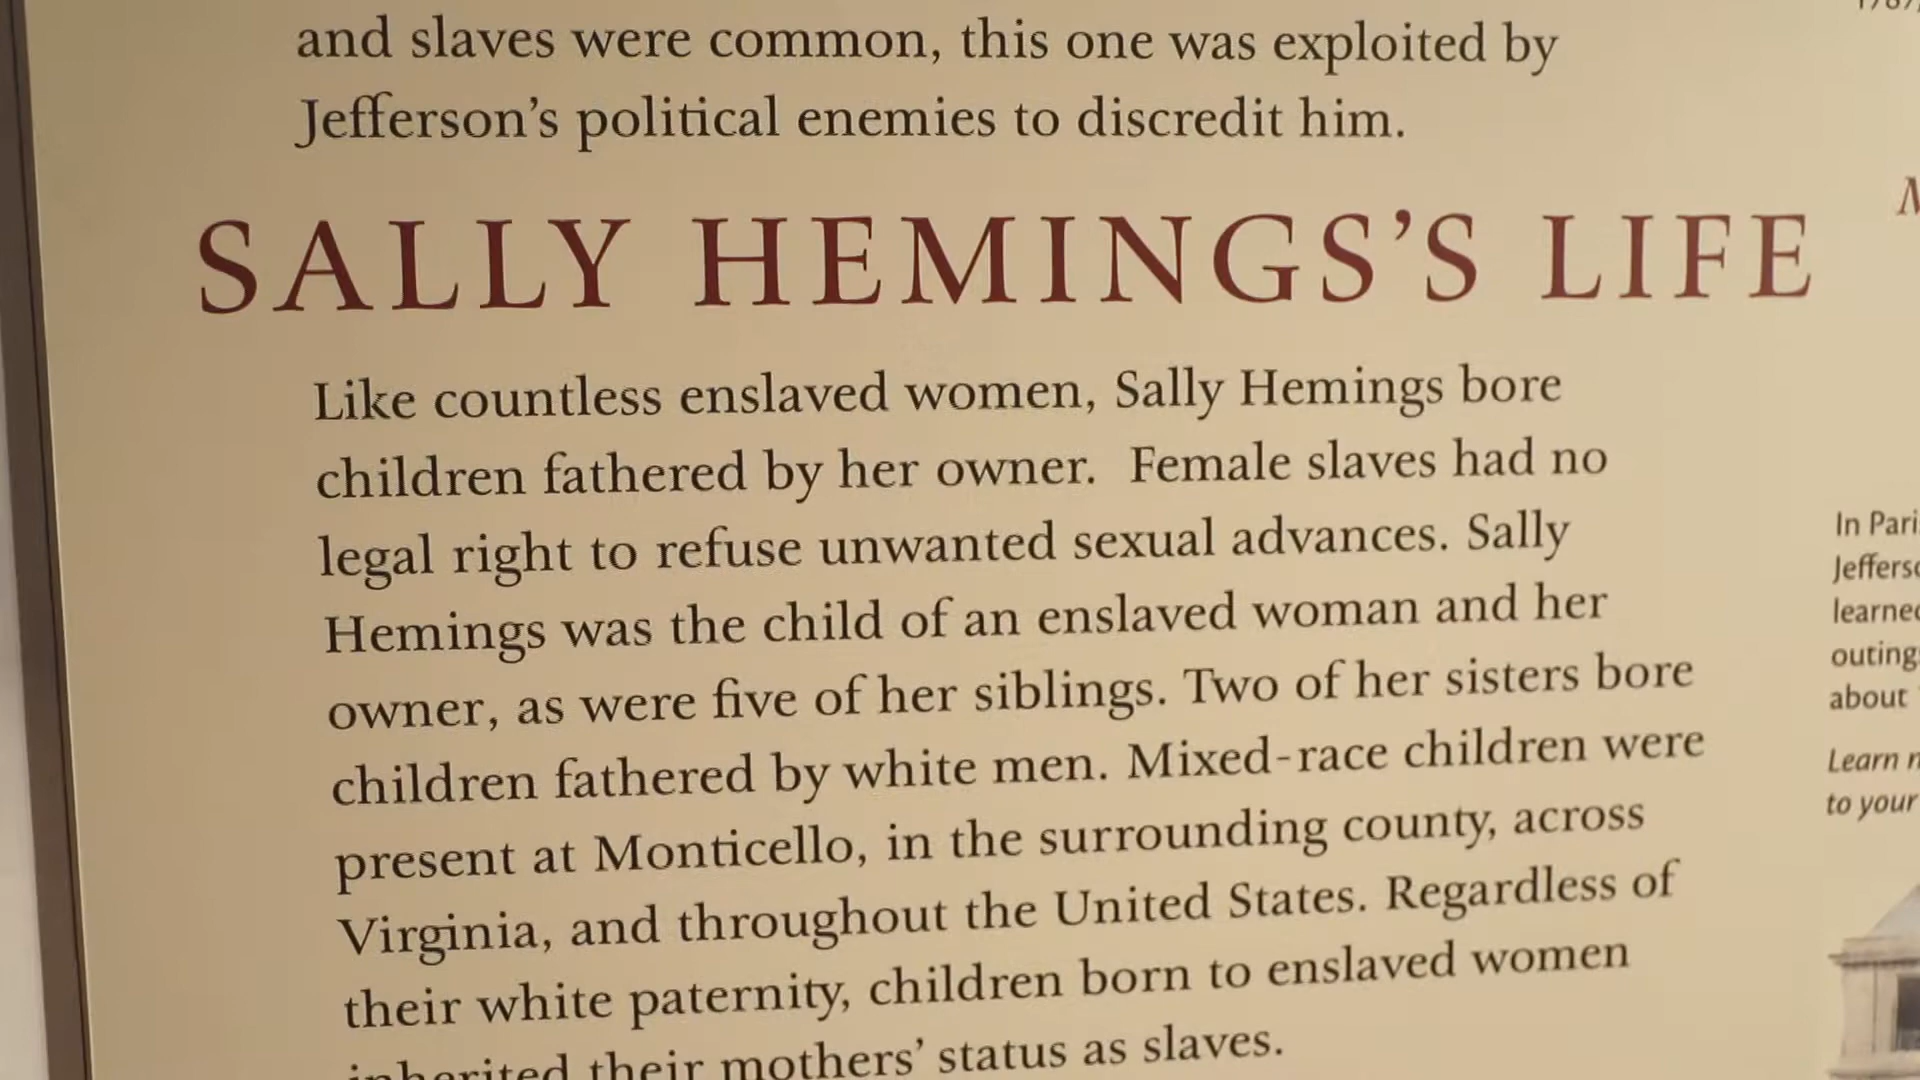 and slaves were common, this one was exploited by
Jefferson's political enemies to discredit him.
SALLY HEMINGS'S LIFE
Like countless enslaved women, Sally Hemings bore
children fathered by her owner.  Female slaves had no
legal right to refuse unwanted sexual advances. Sally
Hemings was the child of an enslaved woman and her
owner, as were five of her siblings. Two of her sisters bore
children fathered by white men. Mixed-race children were
present at Monticello, in the surrounding county, across
Virginia, and throughout the United States. Regardless of
their white paternity, children born to enslaved women
inherited their mothers' status as slaves.
In
about
Learn
to your